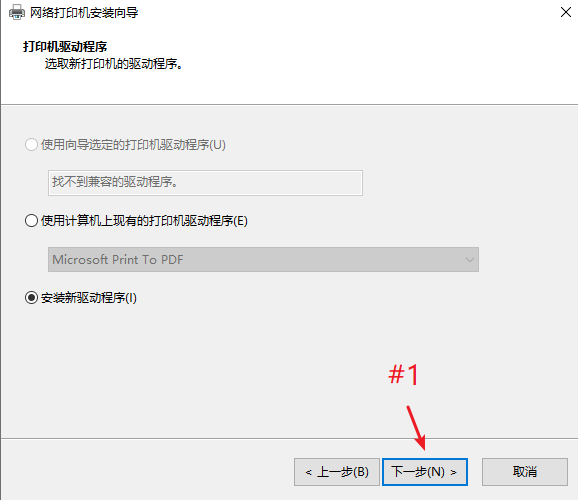 网络打印机安装向导
打印机驱动程序
选取新打印机的驱动程序。
使用向导选定的打印机驱动程序(U)
找不到兼容的驱动程序。
使用计算机上现有的打印机驱动程序(E)
Microsoft Print To PDF
安装新驱动程序(I)
#1
< 上一步(B) 下一步(N) > 取消